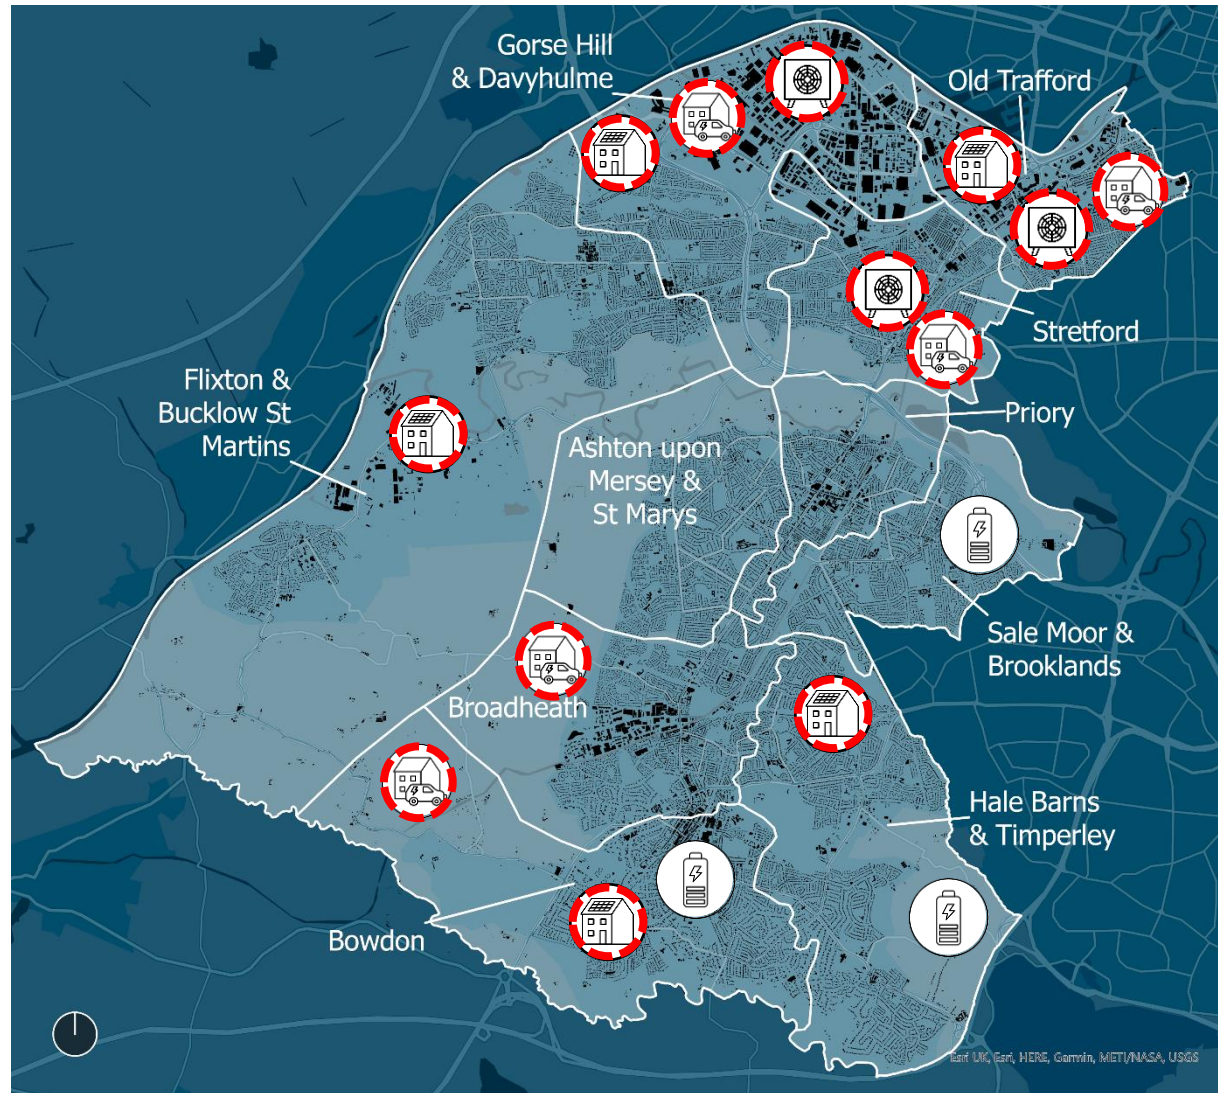 Gorse Hill
& Davyhulme
Old Trafford
Stretford
Flixton &
Bucklow St
Martins
Priory
Ashton upon
Mersey &
St Marys
Sale Moor &
Brooklands
Broadheath
Hale Barns
& Timperley
Bowdon
Esri UK, Esri, HERE, Garmin, METI/NASA, USGS